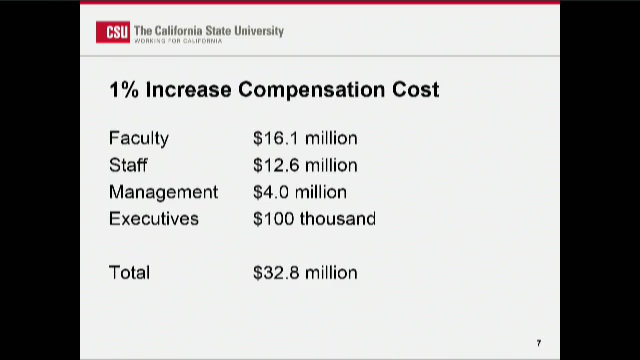 CSU The California State University
WORKING FOR CALIFORNIA
1% Increase Compensation Cost
Faculty $16.1 million
Staff $12.6 million
Management $4.0 million
Executives $100 thousand
Total $32.8 million
7